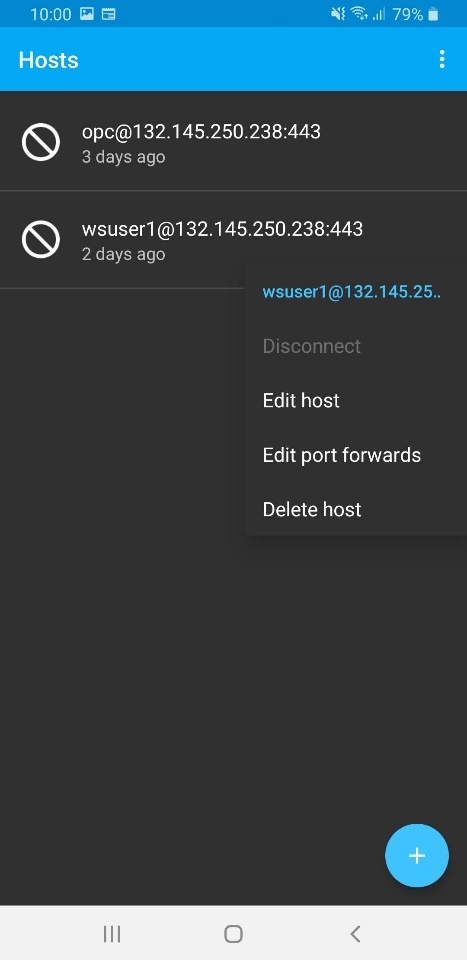 10:00 79%
Hosts
opc@132.145.250.238:443
3 days ago
wsuser1@132.145.250.238:443
2 days ago
wsuser1@132.145.25..
Disconnect
Edit host
Edit port forwards
Delete host
+